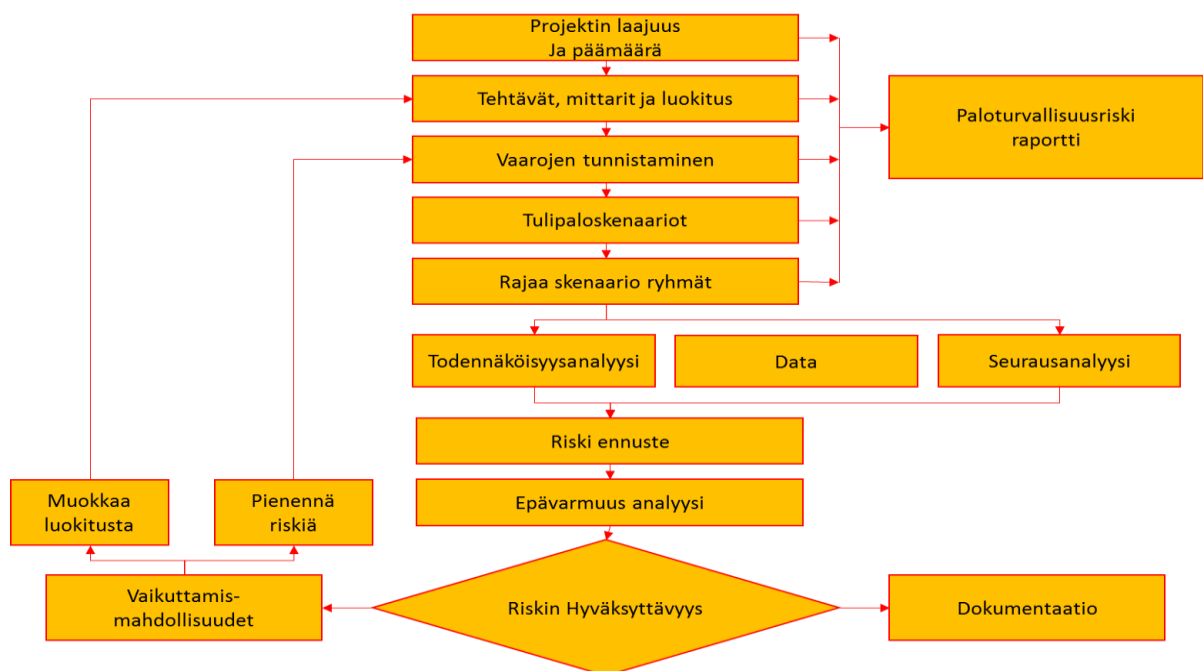 Projektin laajuus
Ja päämäärä
Tehtävät, mittarit ja luokitus
Paloturvallisuusriski
raportti
Vaarojen tunnistaminen
Tulipaloskenaariot
Rajaa skenaario ryhmät
Todennäköisyysanalyysi
Data
Seurausanalyysi
Riski ennuste
Muokkaa
luokitusta
Pienennä
riskiä
Epävarmuus analyysi
Vaikuttamis-
mahdollisuudet
Riskin Hyväksyttävyys
Dokumentaatio